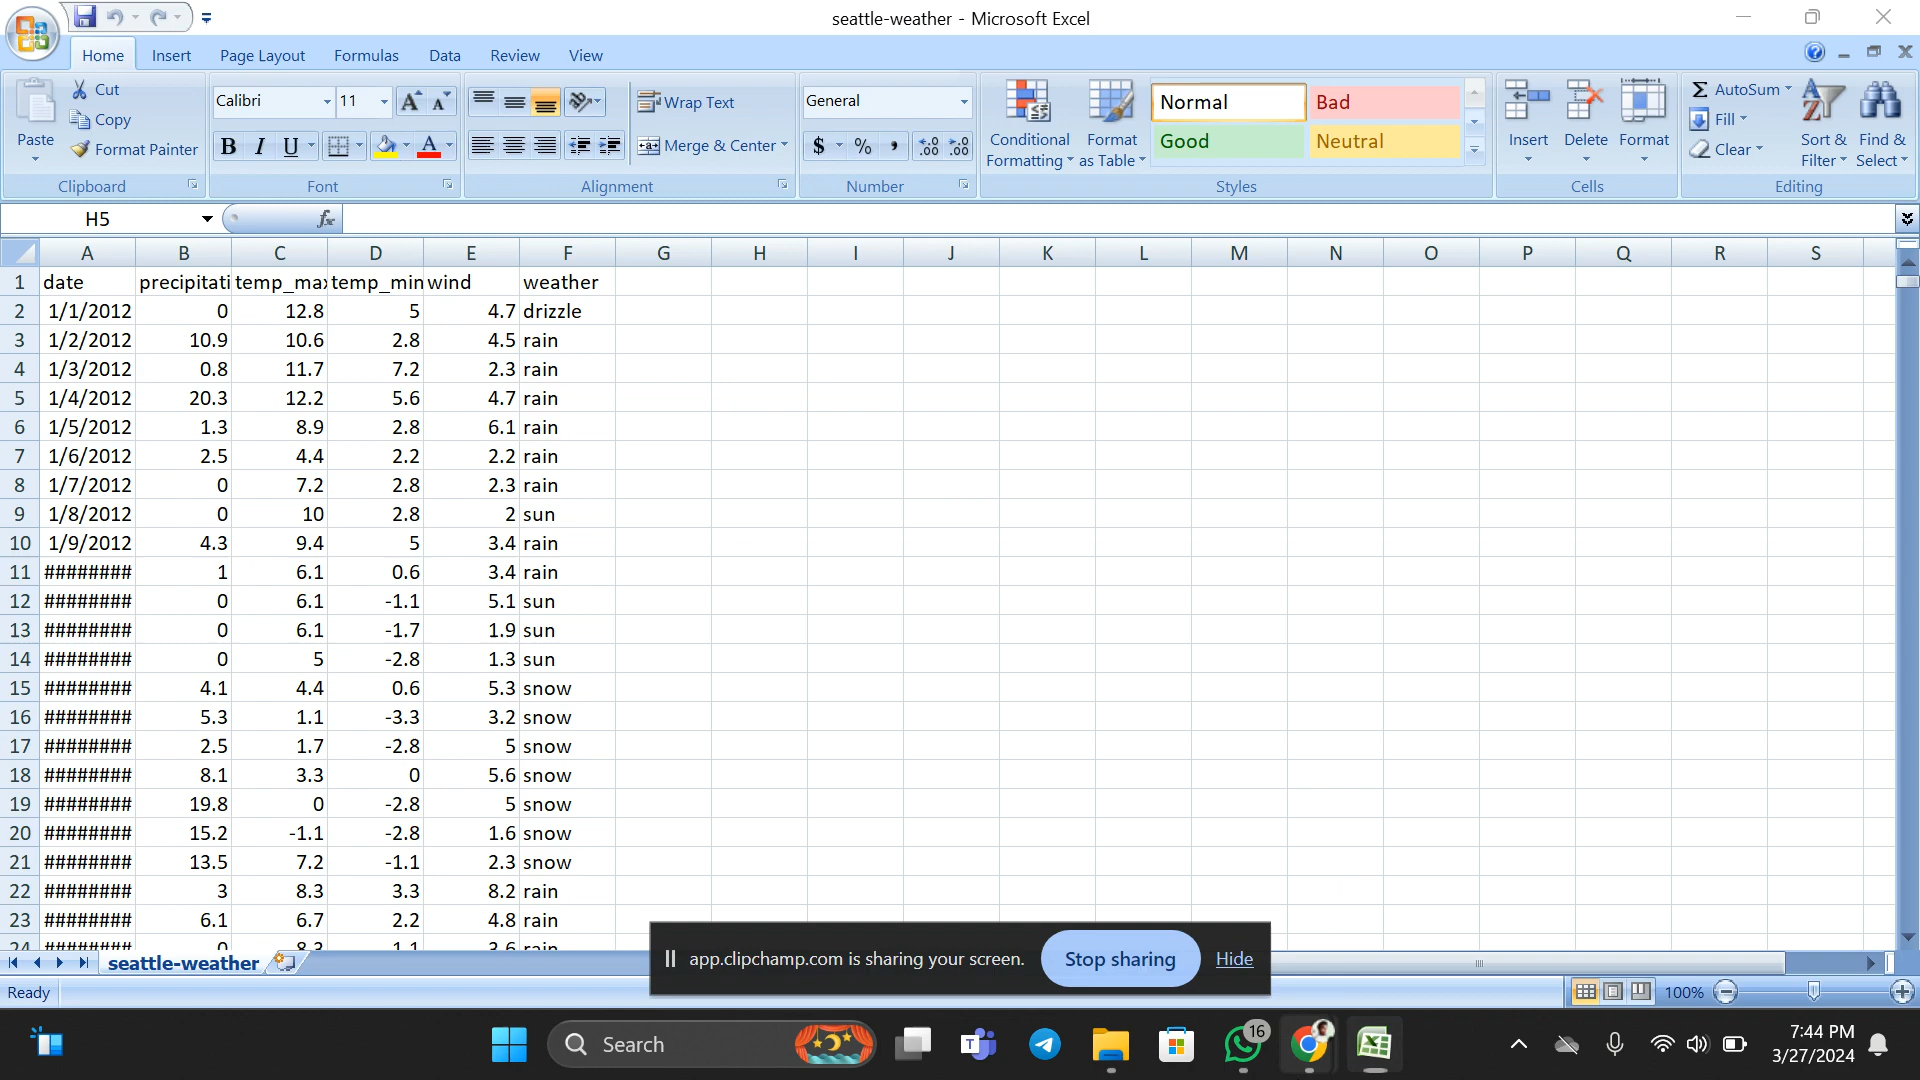 seattle-weather - Microsoft Excel
Home Insert Page Layout Formulas Data Review View
Paste Cut Copy Format Painter Clipboard
Calibri 11 A A B I U A Font
Wrap Text Merge & Center Alignment
General $ % , .0 .00 .00 .0 Number
Conditional Formatting Format as Table Normal Bad Good Neutral Styles
Insert Delete Format Cells
Σ AutoSum Fill Clear Sort & Filter Find & Select Editing
H5 fx
A B C D E F G H I J K L M N O P Q R S
1 date precipitati temp_max temp_min wind weather
2 1/1/2012 0 12.8 5 4.7 drizzle
3 1/2/2012 10.9 10.6 2.8 4.5 rain
4 1/3/2012 0.8 11.7 7.2 2.3 rain
5 1/4/2012 20.3 12.2 5.6 4.7 rain
6 1/5/2012 1.3 8.9 2.8 6.1 rain
7 1/6/2012 2.5 4.4 2.2 2.2 rain
8 1/7/2012 0 7.2 2.8 2.3 rain
9 1/8/2012 0 10 2.8 2 sun
10 1/9/2012 4.3 9.4 5 3.4 rain
11 ######## 1 6.1 0.6 3.4 rain
12 ######## 0 6.1 -1.1 5.1 sun
13 ######## 0 6.1 -1.7 1.9 sun
14 ######## 0 5 -2.8 1.3 sun
15 ######## 4.1 4.4 0.6 5.3 snow
16 ######## 5.3 1.1 -3.3 3.2 snow
17 ######## 2.5 1.7 -2.8 5 snow
18 ######## 8.1 3.3 0 5.6 snow
19 ######## 19.8 0 -2.8 5 snow
20 ######## 15.2 -1.1 -2.8 1.6 snow
21 ######## 13.5 7.2 -1.1 2.3 snow
22 ######## 3 8.3 3.3 8.2 rain
23 ######## 6.1 6.7 2.2 4.8 rain
24 ######## 0 8.3 1.1 3.6 rain
seattle-weather
app.clipchamp.com is sharing your screen. Stop sharing Hide
Ready 100%
Search 16 7:44 PM
3/27/2024